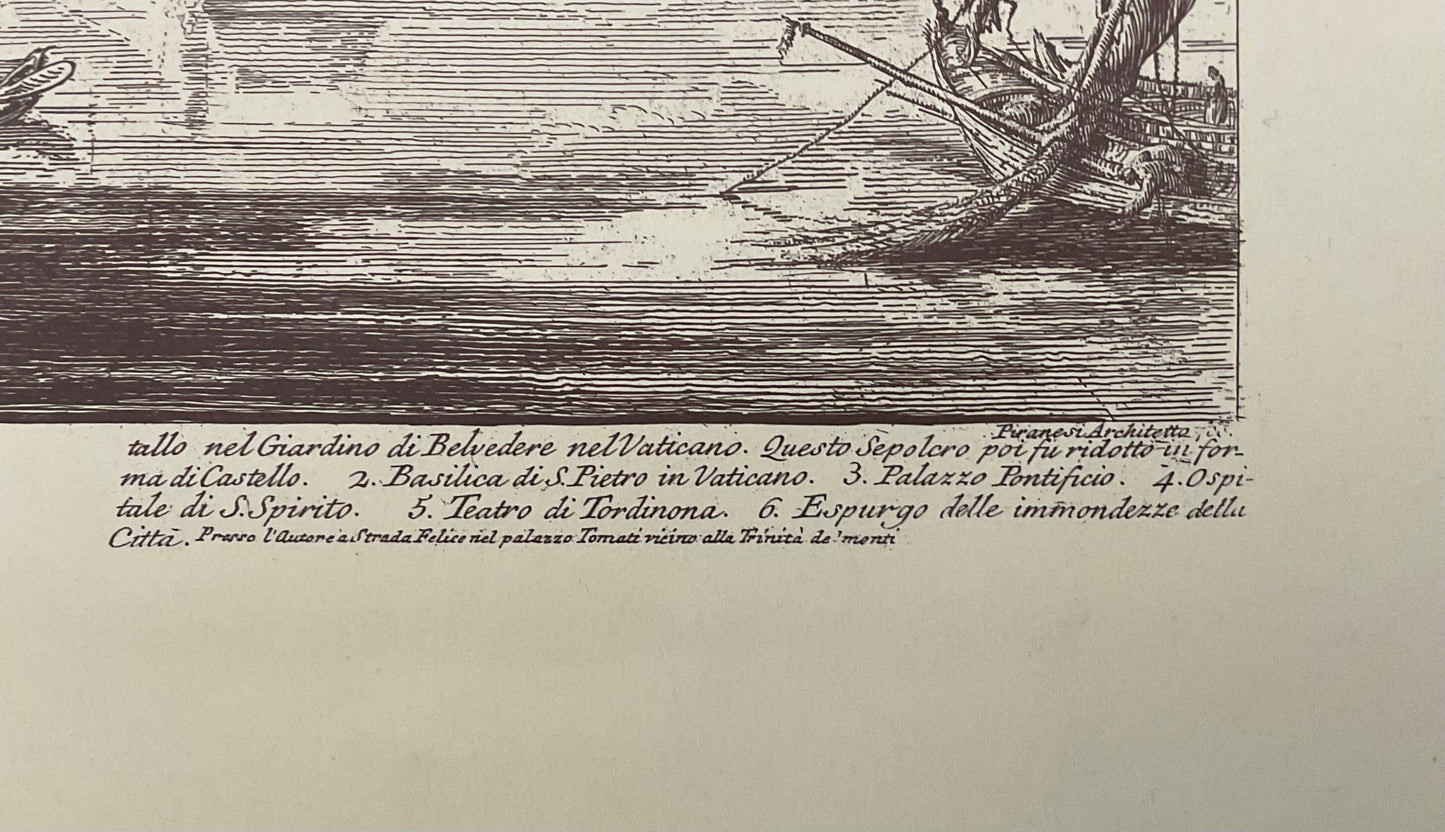 Piranesi Architetto
tallo nel Giardino di Belvedere nel Vaticano. Questo Sepolcro poi fu ridotto in for-
ma di Castello. 2. Basilica di S. Pietro in Vaticano. 3. Palazzo Pontificio. 4. Ospi-
tale di S. Spirito. 5. Teatro di Tordinona. 6. Espurgo delle immondezze della
Città. Presso l'Autore a Strada Felice nel palazzo Tomati vicino alla Trinità de' monti